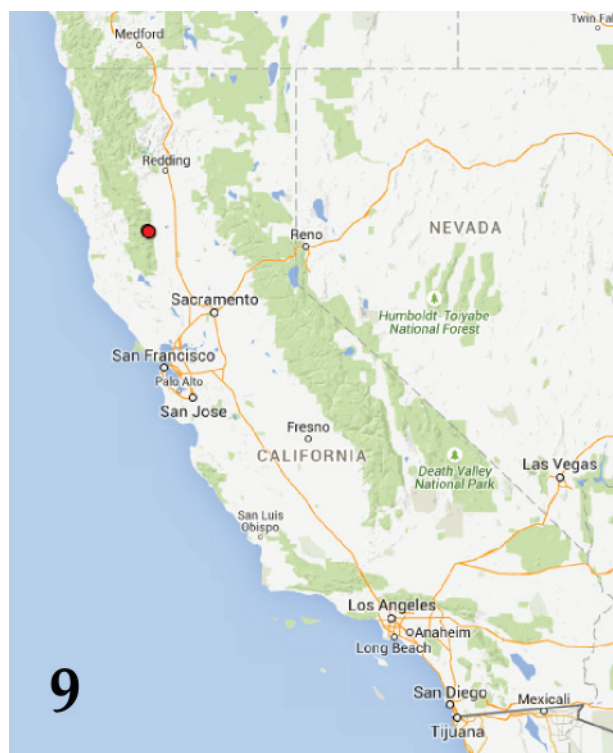 Medford
Twin Fal
Redding
Reno
NEVADA
Sacramento
Humboldt-Toiyabe
National Forest
San Francisco
Palo Alto
San Jose
Fresno
CALIFORNIA
Las Vegas
Death Valley
National Park
San Luis
Obispo
Los Angeles
Anaheim
Long Beach
9
San Diego
Mexicali
Tijuana